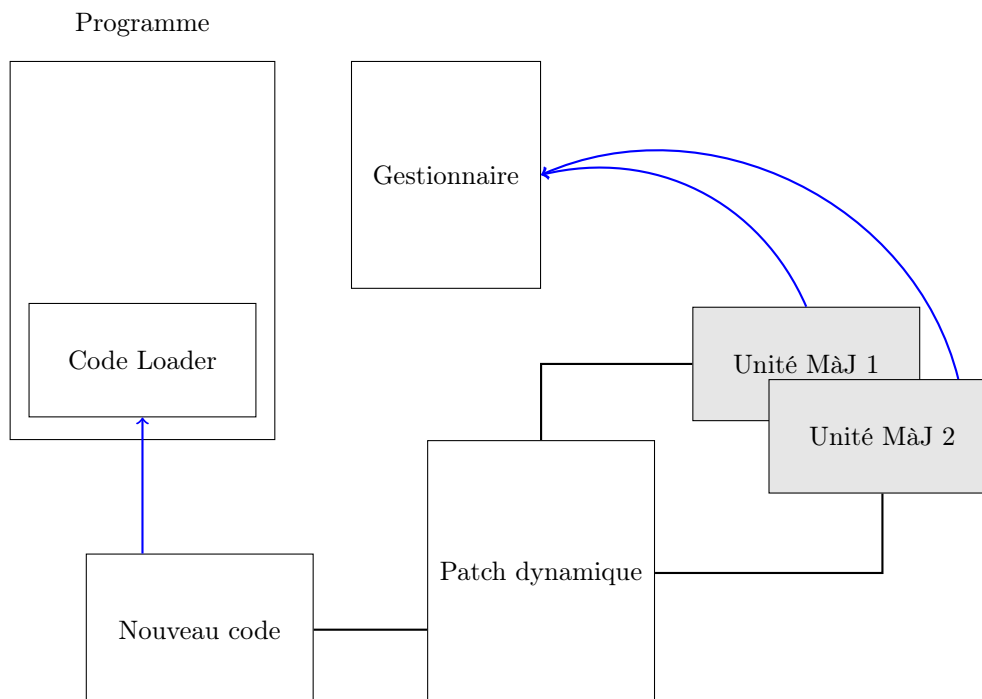 Programme
Gestionnaire
Code Loader
Unité MàJ 1
Unité MàJ 2
Patch dynamique
Nouveau code